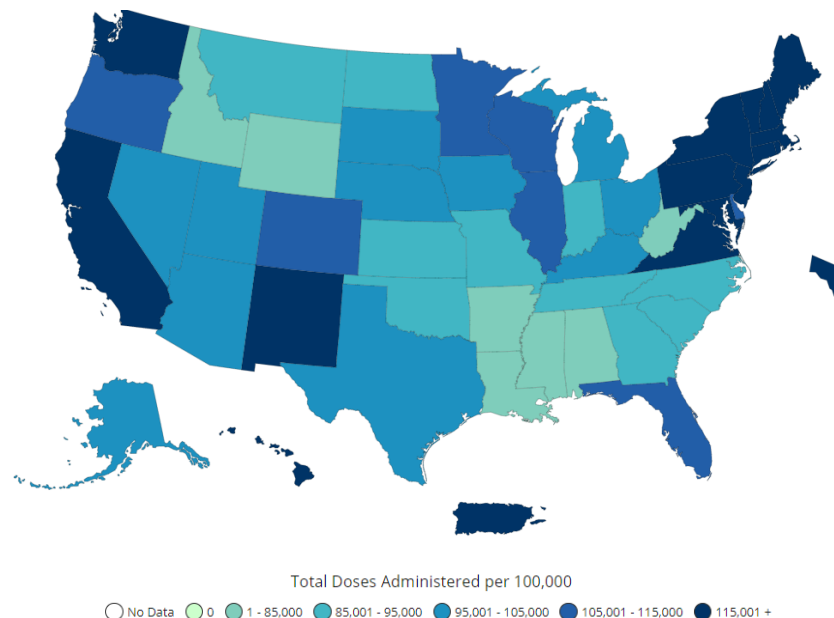 Total Doses Administered per 100,000
No Data 0 1 - 85,000 85,001 - 95,000 95,001 - 105,000 105,001 - 115,000 115,001 +